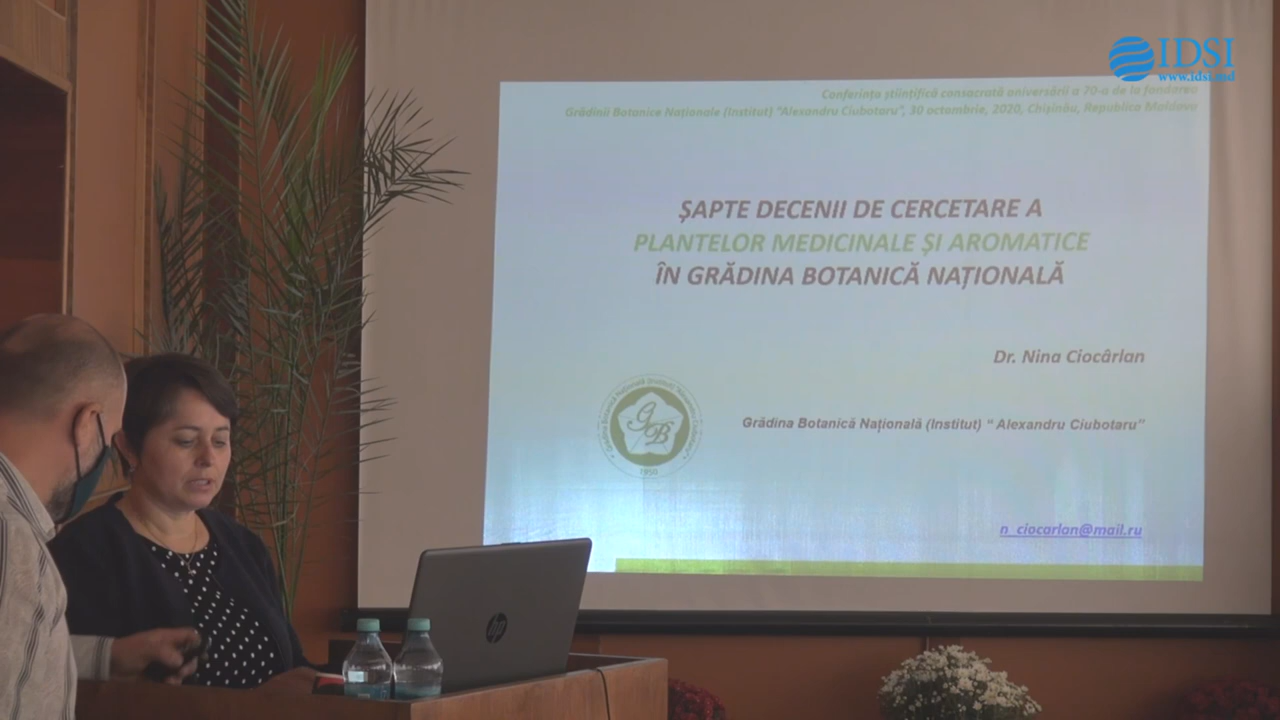 IDSI
www.idsi.md
Conferința științifică consacrată aniversării a 70-a de la fondarea
Grădinii Botanice Naționale (Institut) "Alexandru Ciubotaru", 30 octombrie, 2020, Chișinău, Republica Moldova
ȘAPTE DECENII DE CERCETARE A
PLANTELOR MEDICINALE ȘI AROMATICE
ÎN GRĂDINA BOTANICĂ NAȚIONALĂ
Dr. Nina Ciocârlan
Grădina Botanică Națională (Institut) “ Alexandru Ciubotaru”
GB
1950
n_ciocarlan@mail.ru
hp